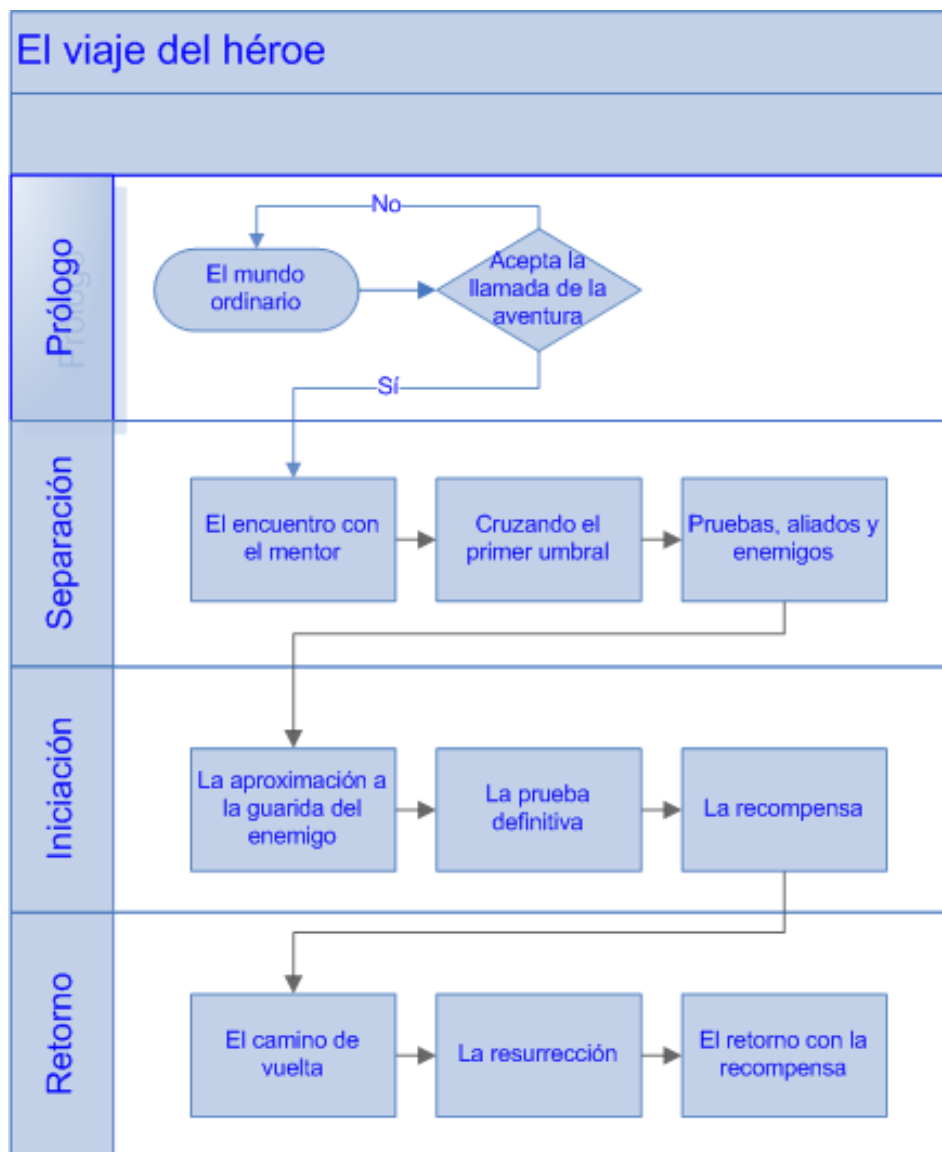 El viaje del héroe
Prólogo
No
El mundo
ordinario
Acepta la
llamada de la
aventura
Sí
Separación
El encuentro con
el mentor
Cruzando el
primer umbral
Pruebas, aliados y
enemigos
Iniciación
La aproximación a
la guarida del
enemigo
La prueba
definitiva
La recompensa
Retorno
El camino de
vuelta
La resurrección
El retorno con la
recompensa